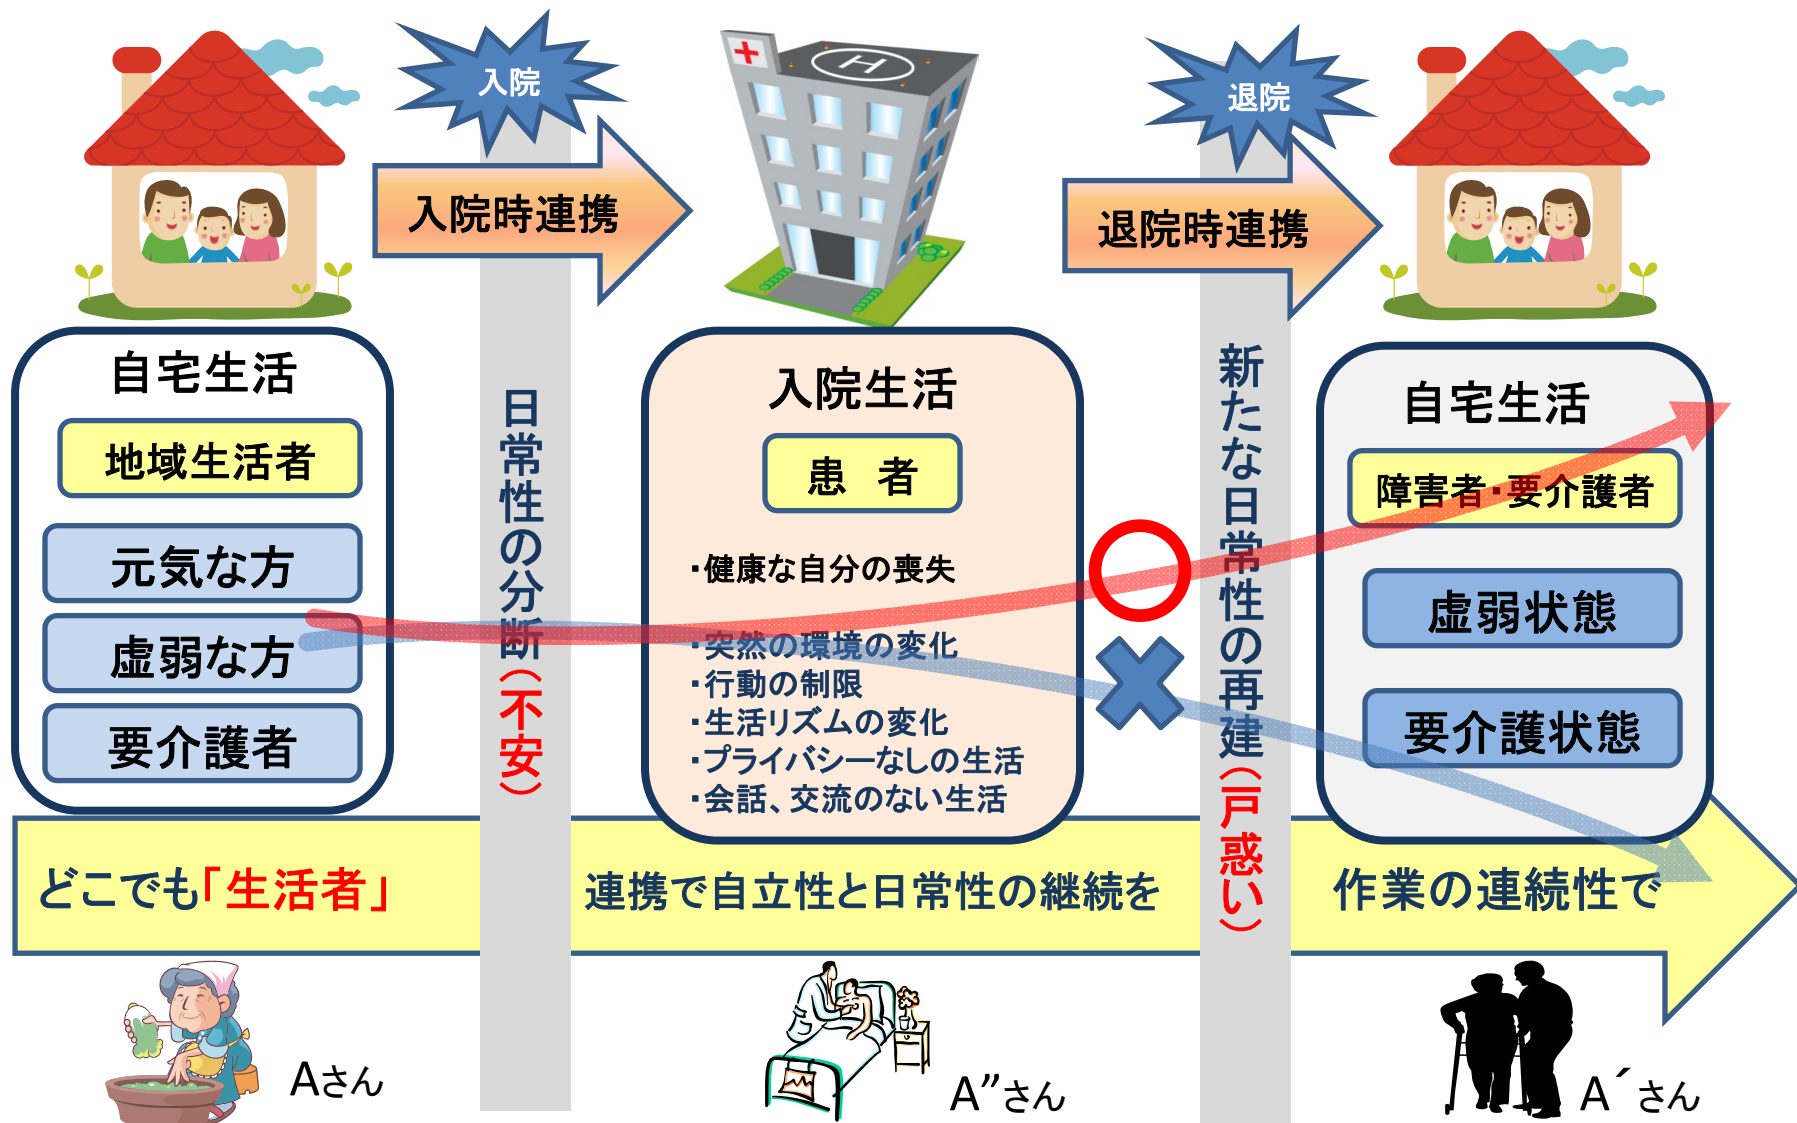 入院
退院
入院時連携
退院時連携
自宅生活
地域生活者
元気な方
虚弱な方
要介護者
日常性の分断(不安)
入院生活
患　者
・健康な自分の喪失
・突然の環境の変化
・行動の制限
・生活リズムの変化
・プライバシーなしの生活
・会話、交流のない生活
新たな日常性の再建(戸惑い)
自宅生活
障害者・要介護者
虚弱状態
要介護状態
どこでも「生活者」
連携で自立性と日常性の継続を
作業の連続性で
Aさん
A”さん
A´さん
H